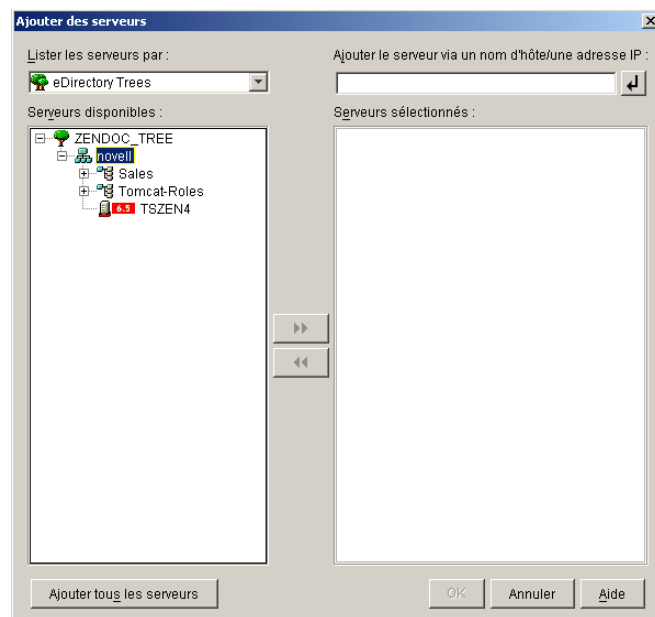 Ajouter des serveurs
Lister les serveurs par :
eDirectory Trees
Ajouter le serveur via un nom d'hôte/une adresse IP :
Serveurs disponibles :
Serveurs sélectionnés :
ZENDOC_TREE
novell
Sales
Tomcat-Roles
6.5 TSZEN4
Ajouter tous les serveurs
OK
Annuler
Aide